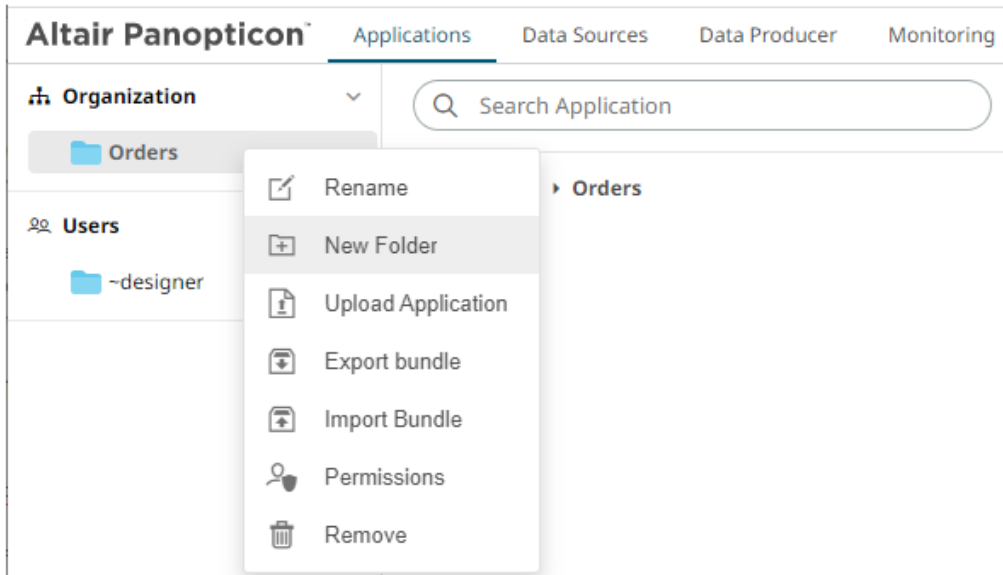 Altair Panopticon™ Applications Data Sources Data Producer Monitoring
Organization
Search Application
Orders
Rename
Orders
New Folder
Users
~designer
Upload Application
Export bundle
Import Bundle
Permissions
Remove